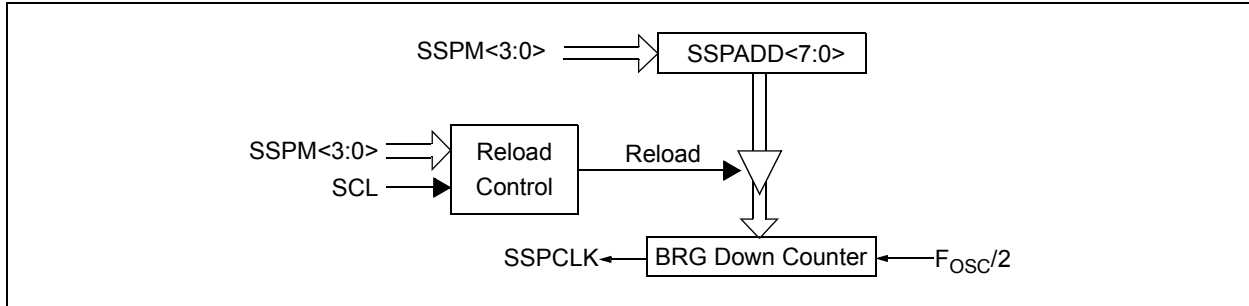 SSPM<3:0>
SSPADD<7:0>
SSPM<3:0>
SCL
Reload
Control
Reload
SSPCLK
BRG Down Counter
FOSC/2